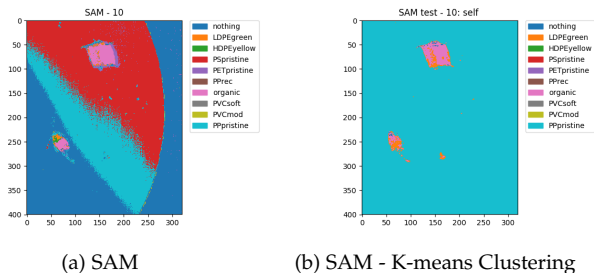 SAM - 10
0
50
100
150
200
250
300
350
400
0 50 100 150 200 250 300
nothing
LDPEgreen
HDPEyellow
PSpristine
PETpristine
PPrec
organic
PVCsoft
PVCmod
PPpristine
(a) SAM
SAM test - 10: self
0
50
100
150
200
250
300
350
400
0 50 100 150 200 250 300
nothing
LDPEgreen
HDPEyellow
PSpristine
PETpristine
PPrec
organic
PVCsoft
PVCmod
PPpristine
(b) SAM - K-means Clustering